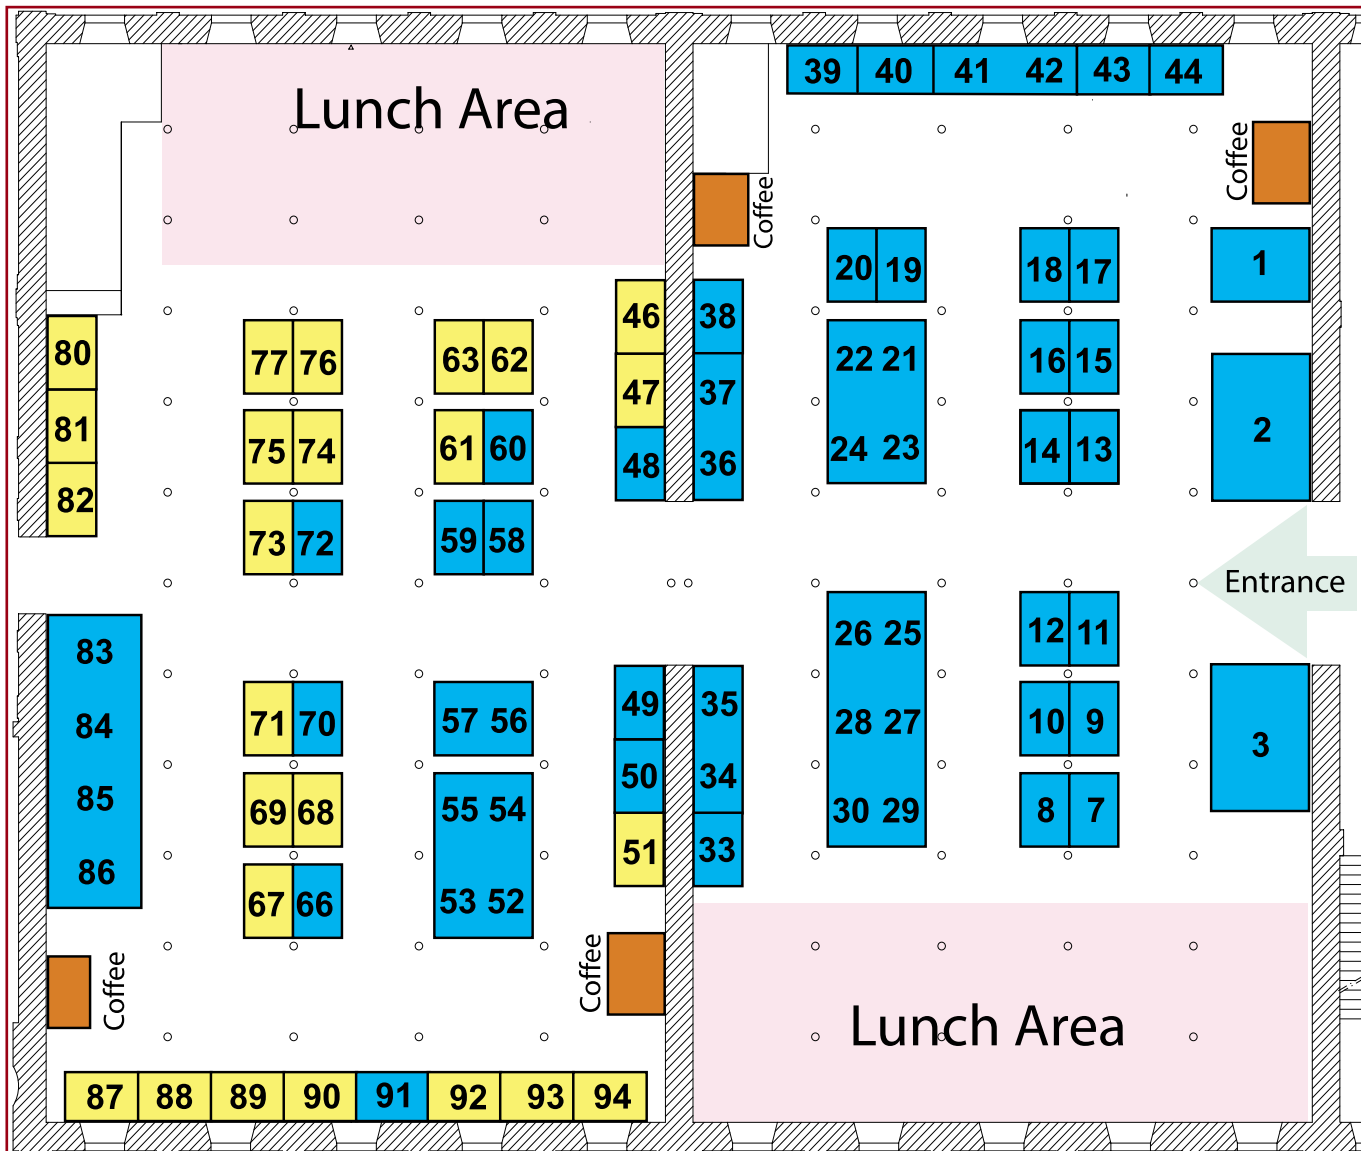 39 40 41 42 43 44
Lunch Area
Coffee
Coffee
20 19 18 17 1
46 38
80 77 76 63 62 22 21 16 15
47 37
81 75 74 61 60 48 36 24 23 14 13 2
82 73 72 59 58
Entrance
83 26 25 12 11
84 71 70 57 56 49 35 28 27 10 9 3
85 69 68 55 54 50 34 30 29 8 7
86 67 66 53 52 51 33
Coffee
Coffee
Lunch Area
87 88 89 90 91 92 93 94